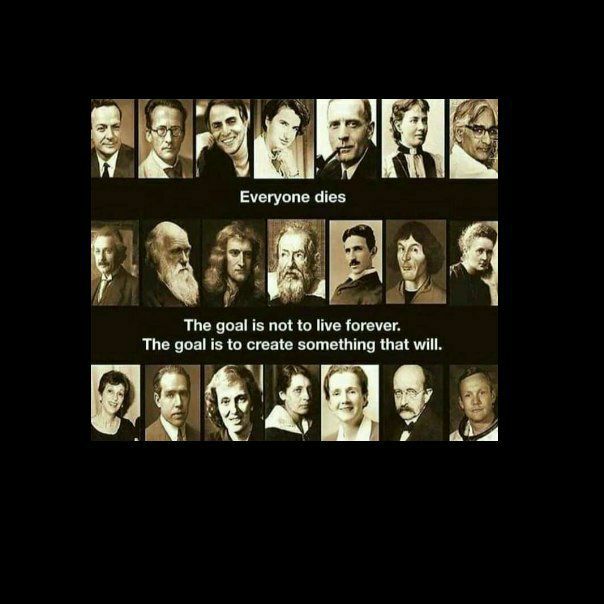 Everyone dies
The goal is not to live forever.
The goal is to create something that will.